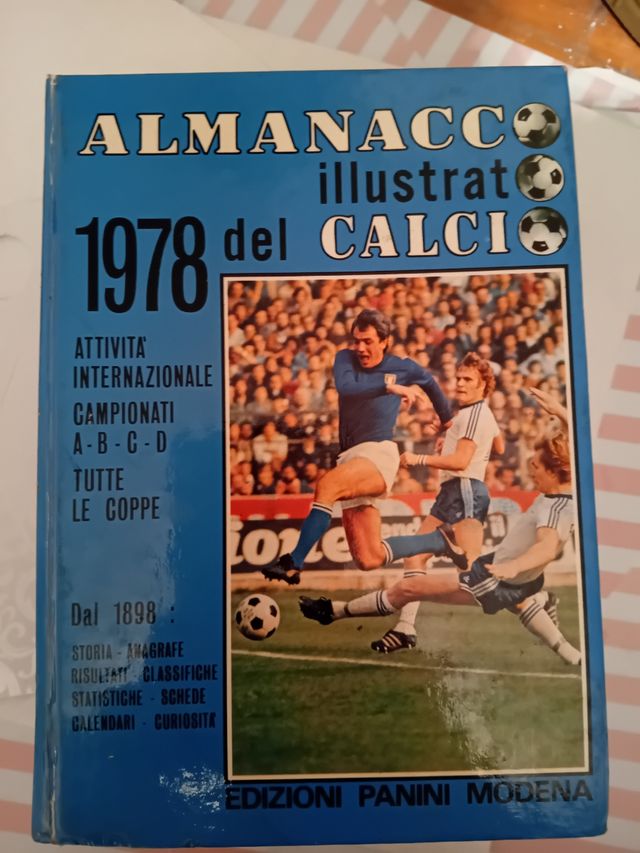 ALMANACCO
illustrato
1978 del CALCIO
ATTIVITA'
INTERNAZIONALE
CAMPIONATI
A-B-C-D
TUTTE
LE COPPE
Dal 1898 :
STORIA - ANAGRAFE
RISULTATI - CLASSIFICHE
STATISTICHE - SCHEDE
CALENDARI - CURIOSITA'
EDIZIONI PANINI MODENA